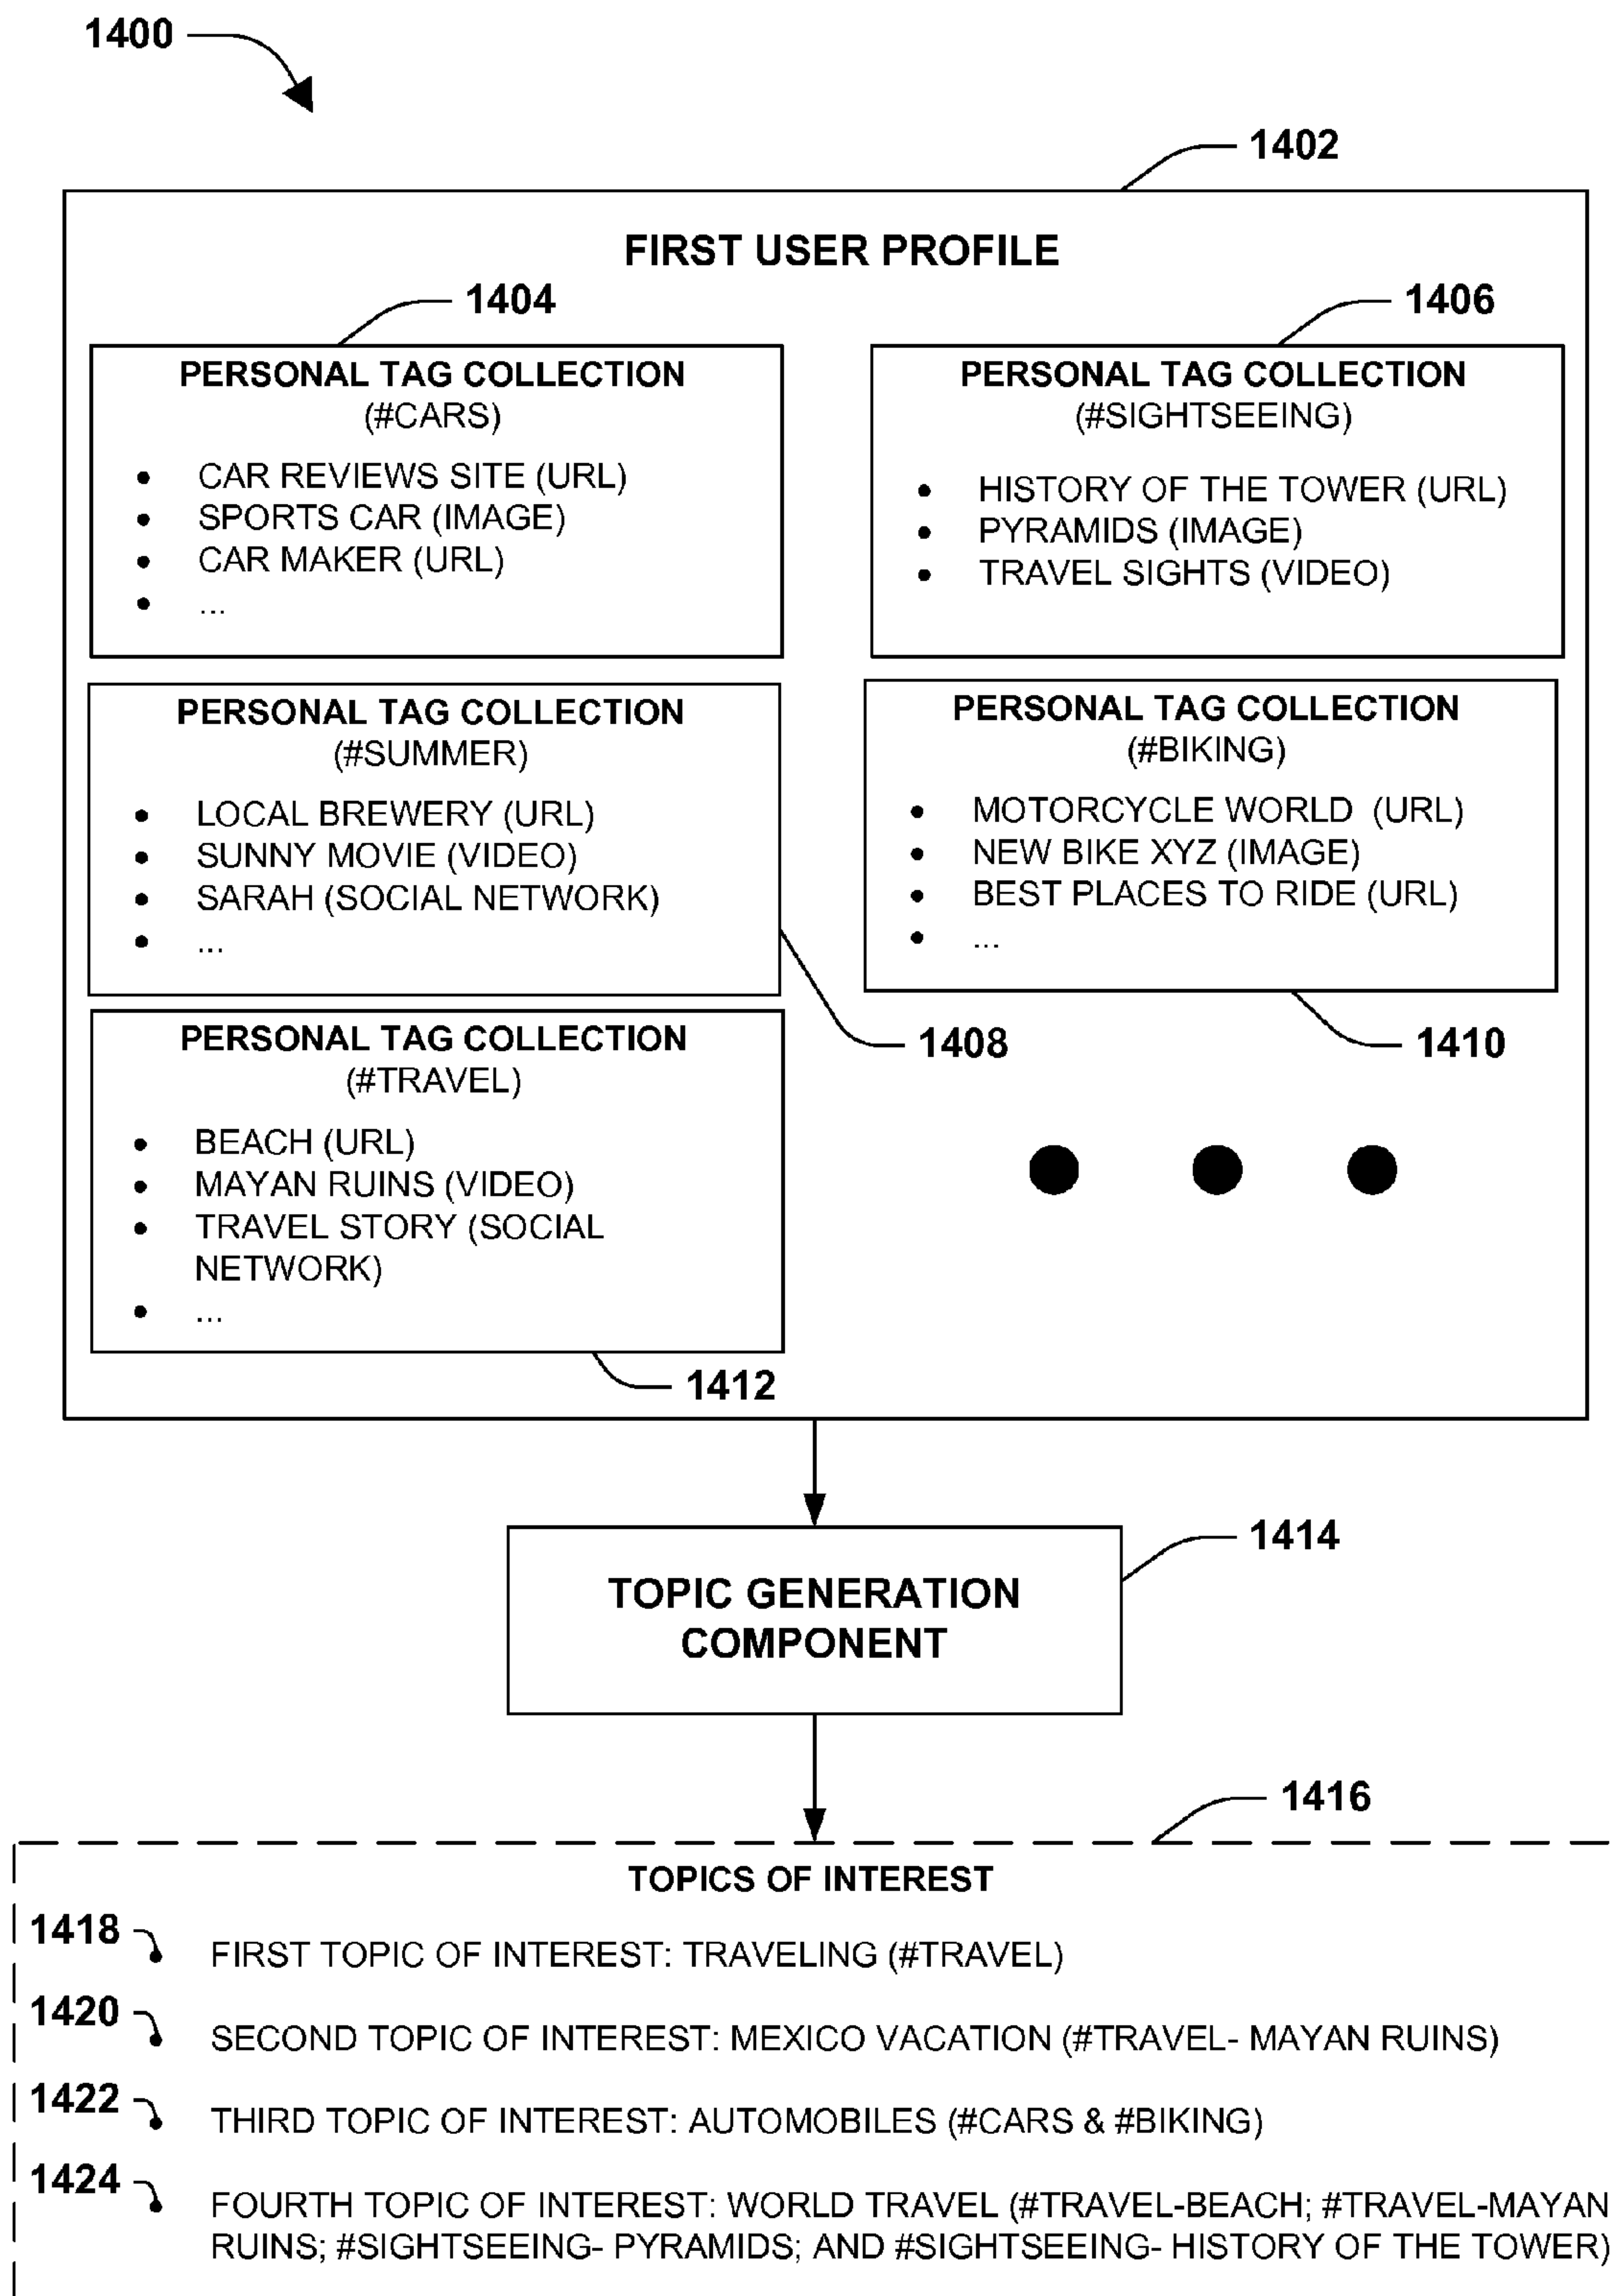 1400
1402
FIRST USER PROFILE
1404
PERSONAL TAG COLLECTION
(#CARS)
• CAR REVIEWS SITE (URL)
• SPORTS CAR (IMAGE)
• CAR MAKER (URL)
• ...
1406
PERSONAL TAG COLLECTION
(#SIGHTSEEING)
• HISTORY OF THE TOWER (URL)
• PYRAMIDS (IMAGE)
• TRAVEL SIGHTS (VIDEO)
PERSONAL TAG COLLECTION
(#SUMMER)
• LOCAL BREWERY (URL)
• SUNNY MOVIE (VIDEO)
• SARAH (SOCIAL NETWORK)
• ...
1408
PERSONAL TAG COLLECTION
(#BIKING)
• MOTORCYCLE WORLD (URL)
• NEW BIKE XYZ (IMAGE)
• BEST PLACES TO RIDE (URL)
• ...
1410
PERSONAL TAG COLLECTION
(#TRAVEL)
• BEACH (URL)
• MAYAN RUINS (VIDEO)
• TRAVEL STORY (SOCIAL
NETWORK)
• ...
1412
1414
TOPIC GENERATION
COMPONENT
1416
TOPICS OF INTEREST
1418
FIRST TOPIC OF INTEREST: TRAVELING (#TRAVEL)
1420
SECOND TOPIC OF INTEREST: MEXICO VACATION (#TRAVEL- MAYAN RUINS)
1422
THIRD TOPIC OF INTEREST: AUTOMOBILES (#CARS & #BIKING)
1424
FOURTH TOPIC OF INTEREST: WORLD TRAVEL (#TRAVEL-BEACH; #TRAVEL-MAYAN
RUINS; #SIGHTSEEING- PYRAMIDS; AND #SIGHTSEEING- HISTORY OF THE TOWER)